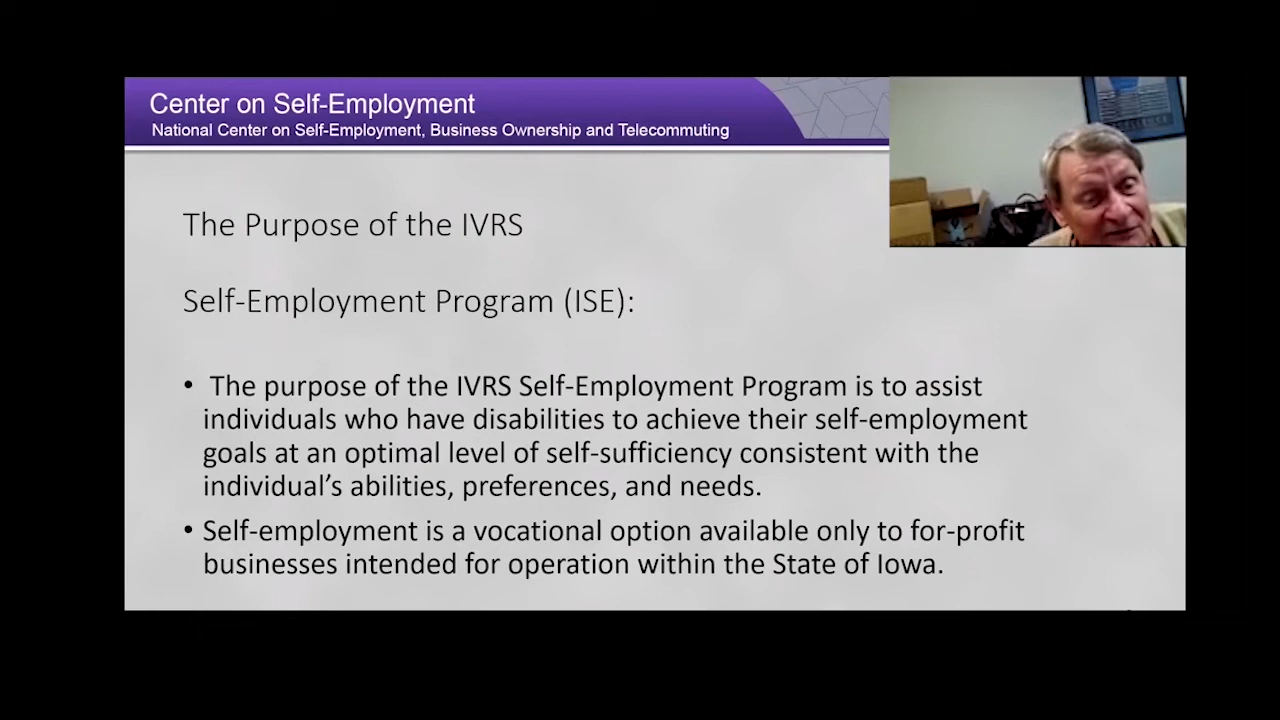 Center on Self-Employment
National Center on Self-Employment, Business Ownership and Telecommuting
The Purpose of the IVRS
Self-Employment Program (ISE):
• The purpose of the IVRS Self-Employment Program is to assist
individuals who have disabilities to achieve their self-employment
goals at an optimal level of self-sufficiency consistent with the
individual’s abilities, preferences, and needs.
• Self-employment is a vocational option available only to for-profit
businesses intended for operation within the State of Iowa.